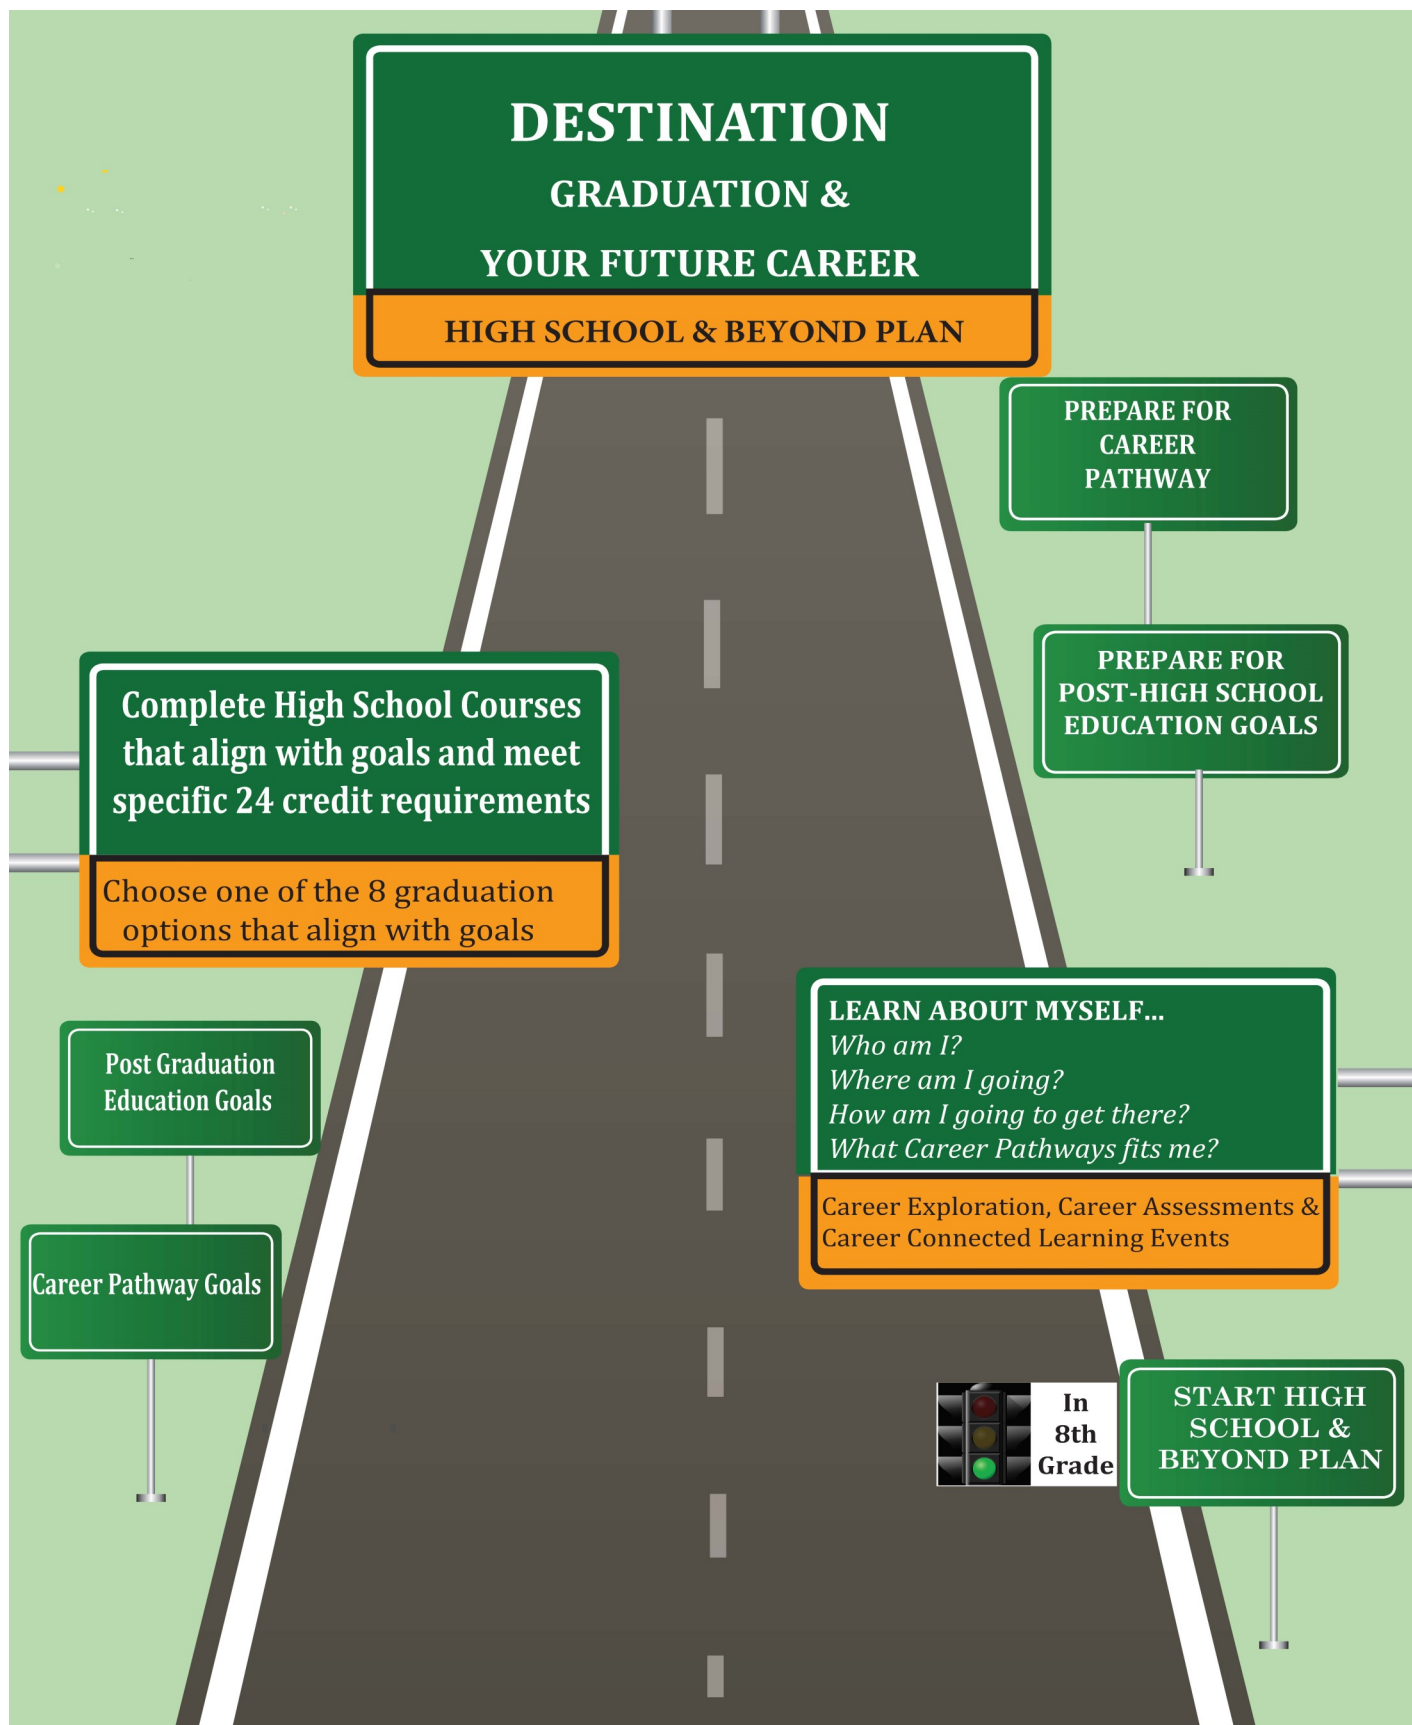 DESTINATION
GRADUATION &
YOUR FUTURE CAREER
HIGH SCHOOL & BEYOND PLAN
PREPARE FOR
CAREER
PATHWAY
PREPARE FOR
POST-HIGH SCHOOL
EDUCATION GOALS
Complete High School Courses
that align with goals and meet
specific 24 credit requirements
Choose one of the 8 graduation
options that align with goals
LEARN ABOUT MYSELF...
Who am I?
Where am I going?
How am I going to get there?
What Career Pathways fits me?
Career Exploration, Career Assessments &
Career Connected Learning Events
Post Graduation
Education Goals
Career Pathway Goals
In
8th
Grade
START HIGH
SCHOOL &
BEYOND PLAN